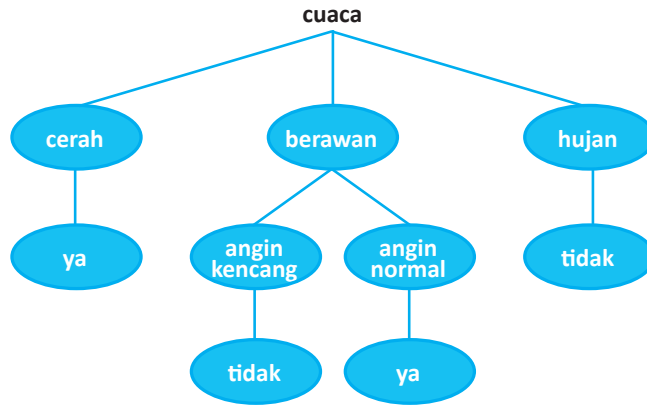 cuaca
cerah
berawan
hujan
ya
angin
kencang
angin
normal
tidak
tidak
ya